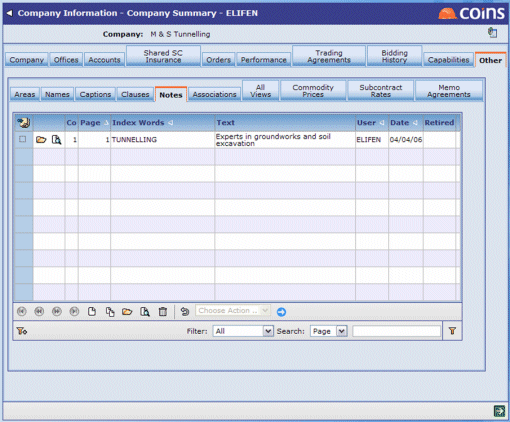 Company Information - Company Summary - ELIFEN
COINS
Company: M & S Tunnelling
Company Offices Accounts Shared SC Insurance Orders Performance Trading Agreements Bidding History Capabilities Other
Areas Names Captions Clauses Notes Associations All Views Commodity Prices Subcontract Rates Memo Agreements
Co Page Index Words Text User Date Retired
1 1 TUNNELLING Experts in groundworks and soil excavation ELIFEN 04/04/06
Choose Action ...
Filter: All Search: Page